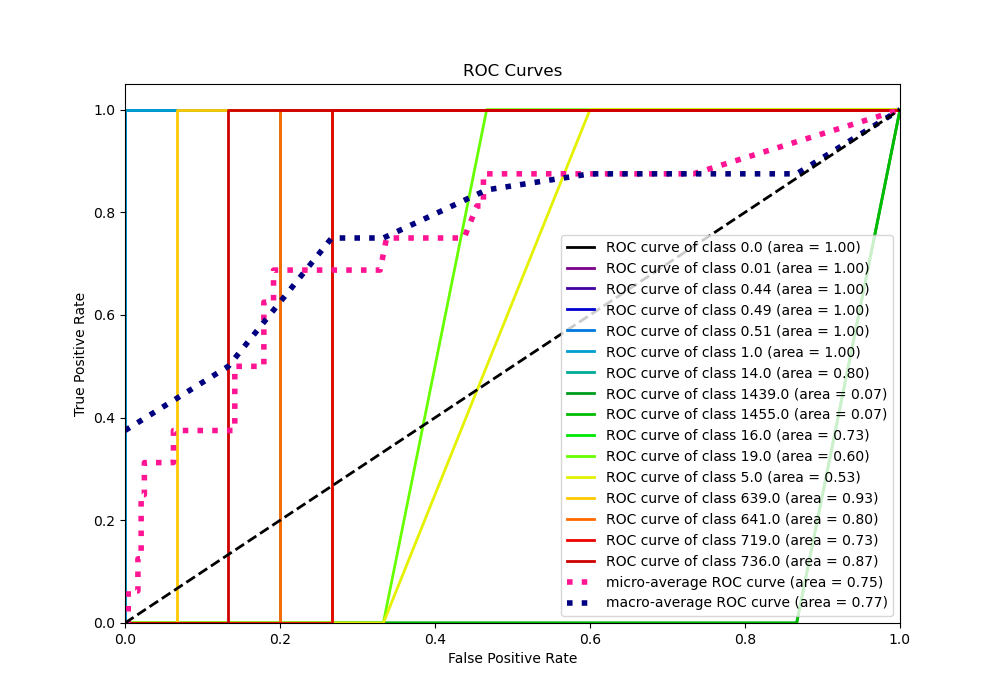 ROC Curves
True Positive Rate
1.0
0.8
0.6
0.4
0.2
0.0
ROC curve of class 0.0 (area = 1.00)
ROC curve of class 0.01 (area = 1.00)
ROC curve of class 0.44 (area = 1.00)
ROC curve of class 0.49 (area = 1.00)
ROC curve of class 0.51 (area = 1.00)
ROC curve of class 1.0 (area = 1.00)
ROC curve of class 14.0 (area = 0.80)
ROC curve of class 1439.0 (area = 0.07)
ROC curve of class 1455.0 (area = 0.07)
ROC curve of class 16.0 (area = 0.73)
ROC curve of class 19.0 (area = 0.60)
ROC curve of class 5.0 (area = 0.53)
ROC curve of class 639.0 (area = 0.93)
ROC curve of class 641.0 (area = 0.80)
ROC curve of class 719.0 (area = 0.73)
ROC curve of class 736.0 (area = 0.87)
micro-average ROC curve (area = 0.75)
macro-average ROC curve (area = 0.77)
0.0 0.2 0.4 0.6 0.8 1.0
False Positive Rate